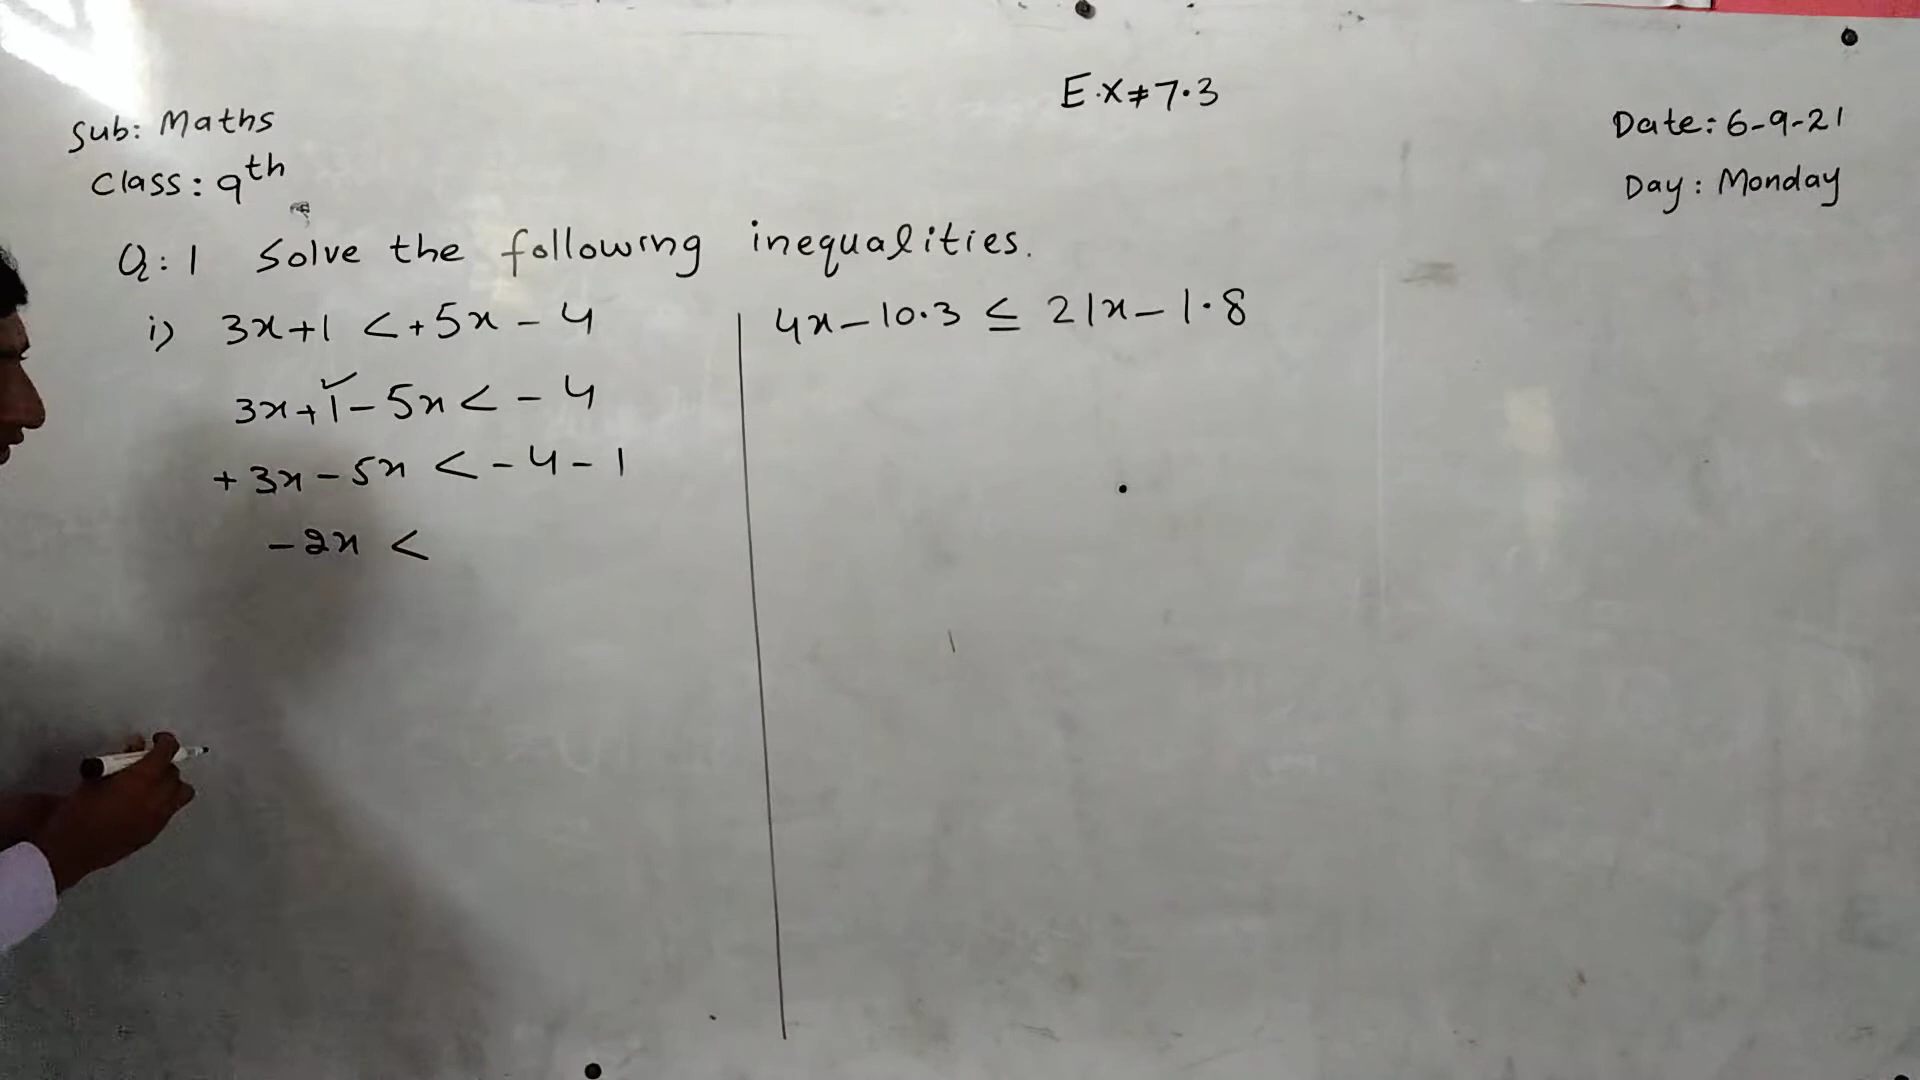 E.X≠7.3
Sub: Maths
Class: 9th
Date: 6-9-21
Day: Monday
Q:1 Solve the following inequalities.
i) 3x+1 < +5x - 4
3x+1-5x < - 4
+3x-5x < -4-1
-2x <
4x-10.3 ≤ 21x-1.8